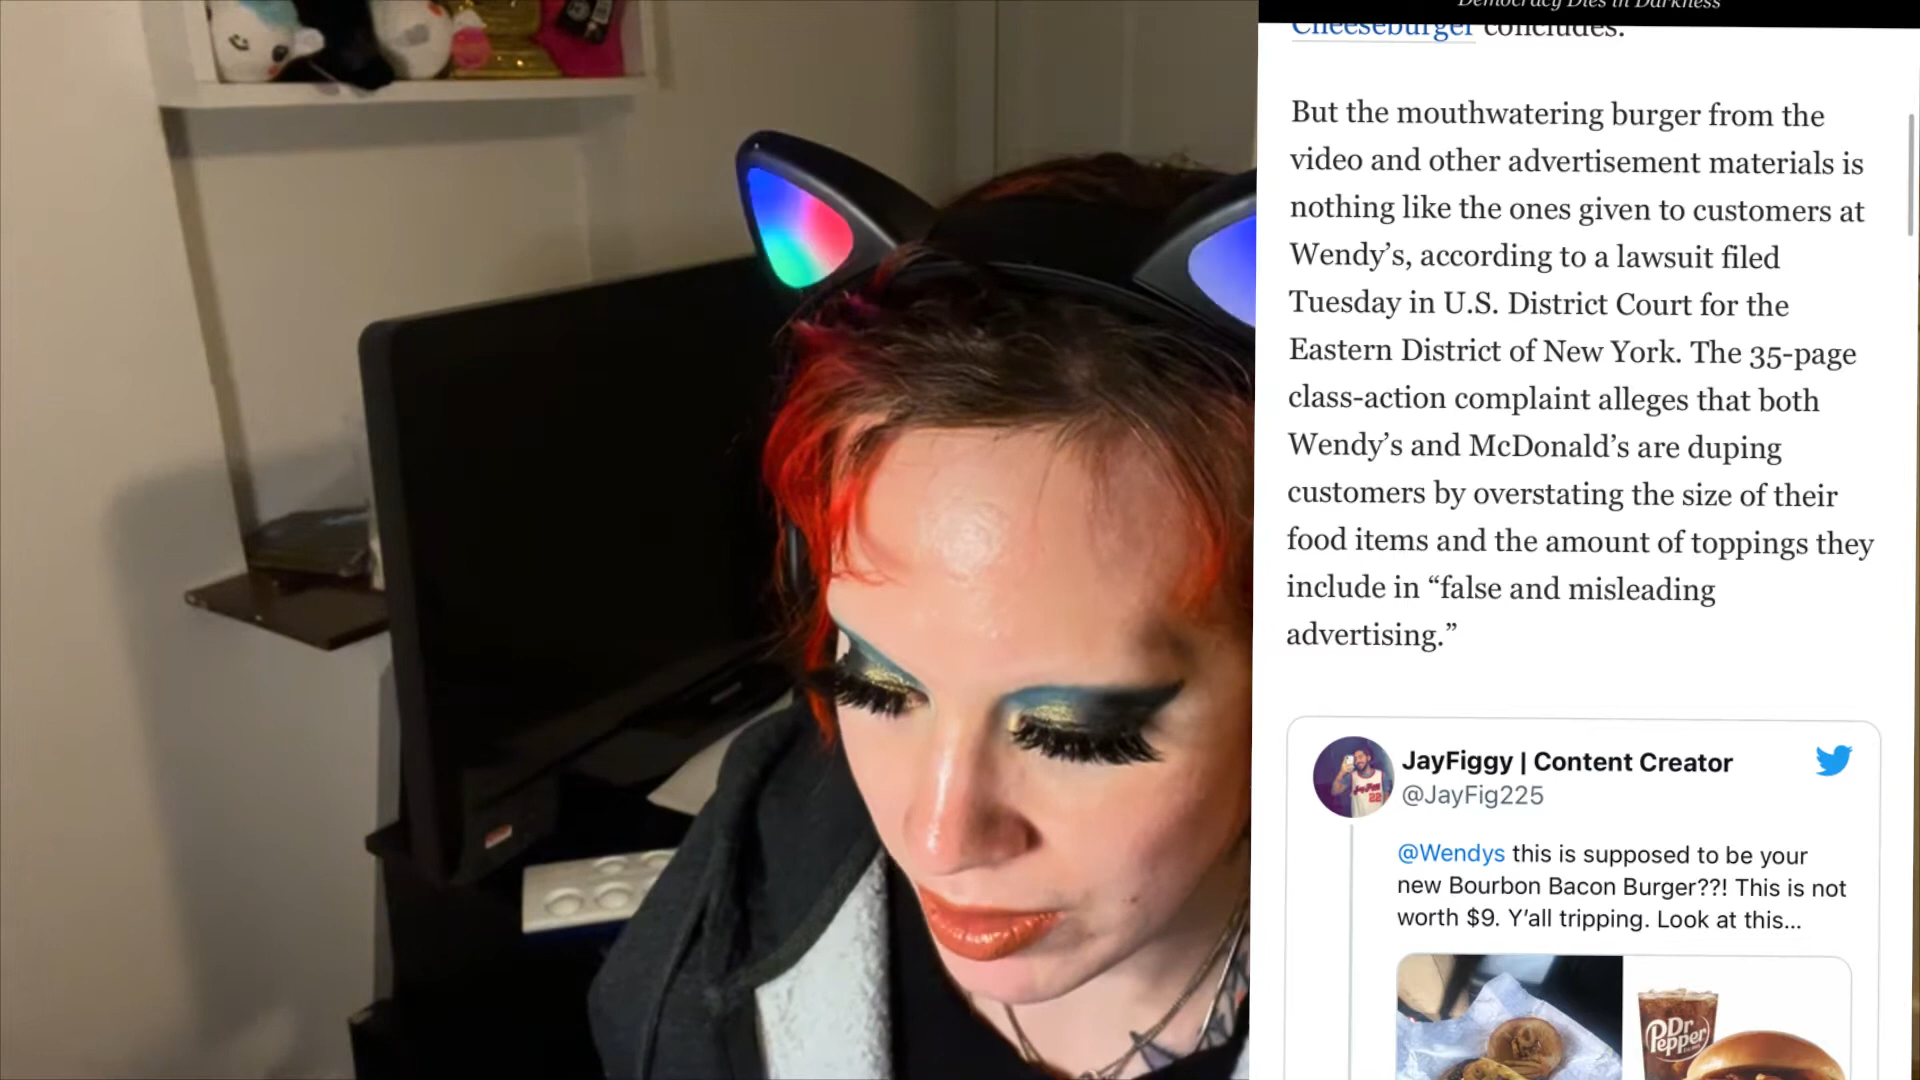 Democracy Dies in Darkness
Cheeseburger concludes.
But the mouthwatering burger from the
video and other advertisement materials is
nothing like the ones given to customers at
Wendy’s, according to a lawsuit filed
Tuesday in U.S. District Court for the
Eastern District of New York. The 35-page
class-action complaint alleges that both
Wendy’s and McDonald’s are duping
customers by overstating the size of their
food items and the amount of toppings they
include in “false and misleading
advertising.”
JayFiggy | Content Creator
@JayFig225
@Wendys this is supposed to be your
new Bourbon Bacon Burger??! This is not
worth $9. Y’all tripping. Look at this...
Dr
Pepper
22